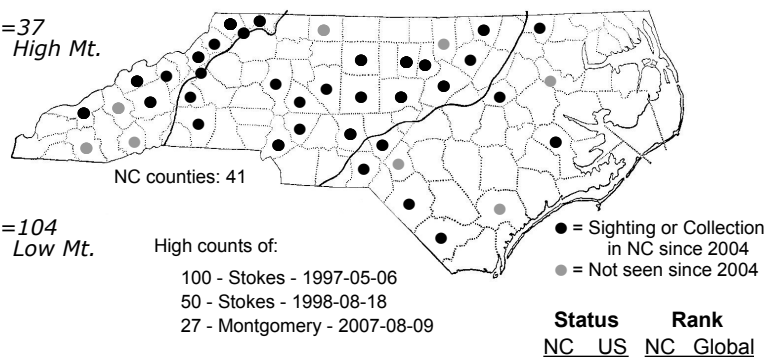 =37
High Mt.
NC counties: 41
=104
Low Mt.
High counts of:
100 - Stokes - 1997-05-06
50 - Stokes - 1998-08-18
27 - Montgomery - 2007-08-09
= Sighting or Collection
in NC since 2004
= Not seen since 2004
Status Rank
NC US NC Global